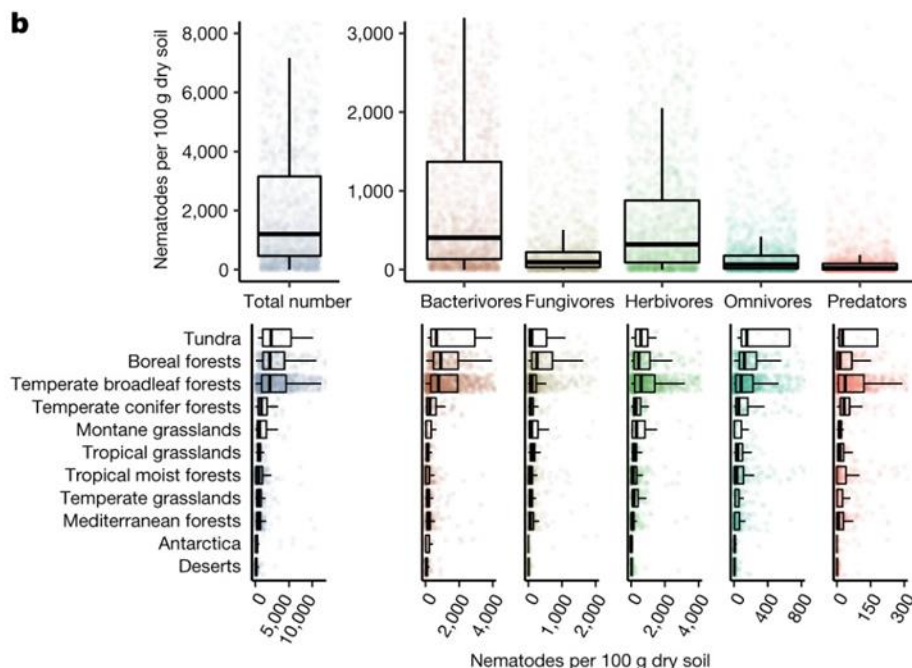 b
Nematodes per 100 g dry soil
8,000
6,000
4,000
2,000
0
3,000
2,000
1,000
0
Total number
Bacterivores Fungivores Herbivores Omnivores Predators
Tundra
Boreal forests
Temperate broadleaf forests
Temperate conifer forests
Montane grasslands
Tropical grasslands
Tropical moist forests
Temperate grasslands
Mediterranean forests
Antarctica
Deserts
0 5,000 10,000
0 2,000 4,000
0 1,000 2,000
0 2,000 4,000
0 400 800
0 150 300
Nematodes per 100 g dry soil